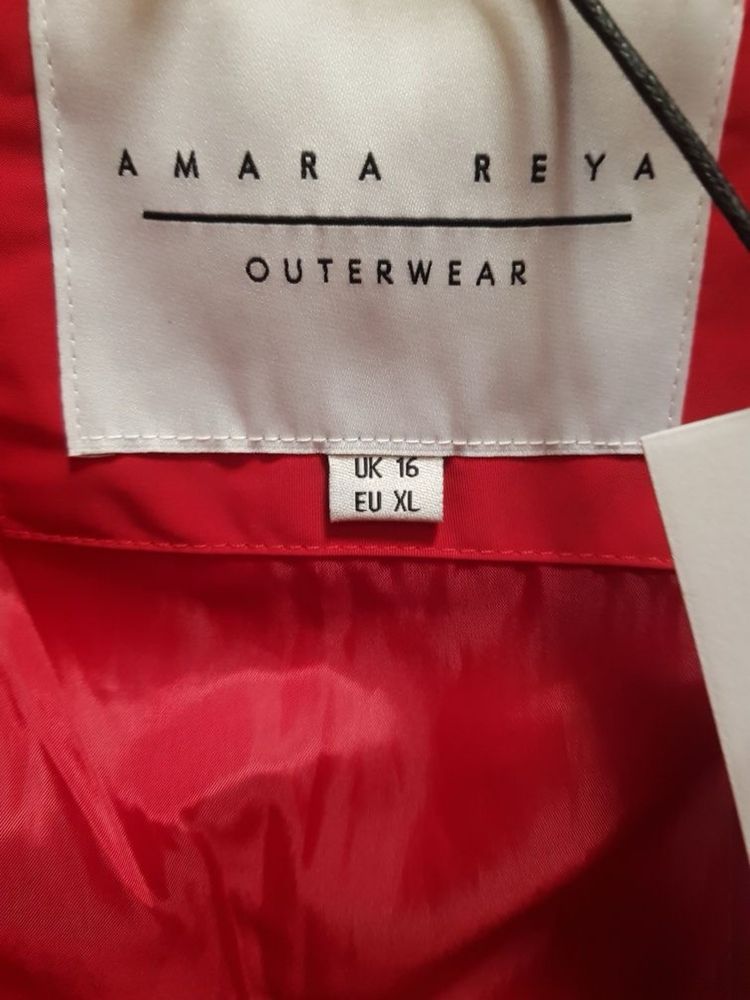 AMARA REYA
OUTERWEAR
UK 16
EU XL